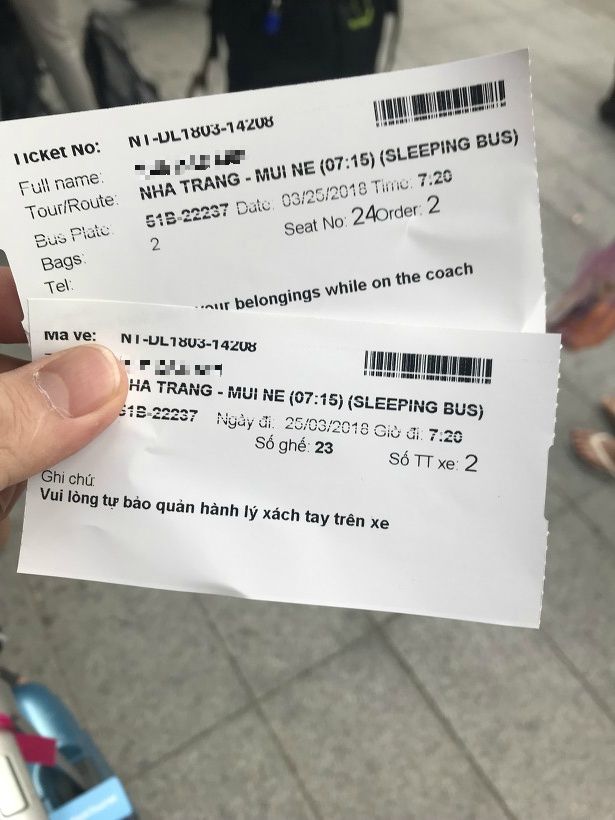 Ticket No: NT-DL1803-14208
Full name:
Tour/Route: NHA TRANG - MUI NE (07:15) (SLEEPING BUS)
Bus Plate: 51B-22237 Date: 03/25/2018 Time: 7:20
Bags: 2 Seat No: 24 Order: 2
Tel:
your belongings while on the coach
Mã vé: NT-DL1803-14208
HA TRANG - MUI NE (07:15) (SLEEPING BUS)
51B-22237 Ngày đi: 25/03/2018 Giờ đi: 7:20
Số ghế: 23 Số TT xe: 2
Ghi chú:
Vui lòng tự bảo quản hành lý xách tay trên xe